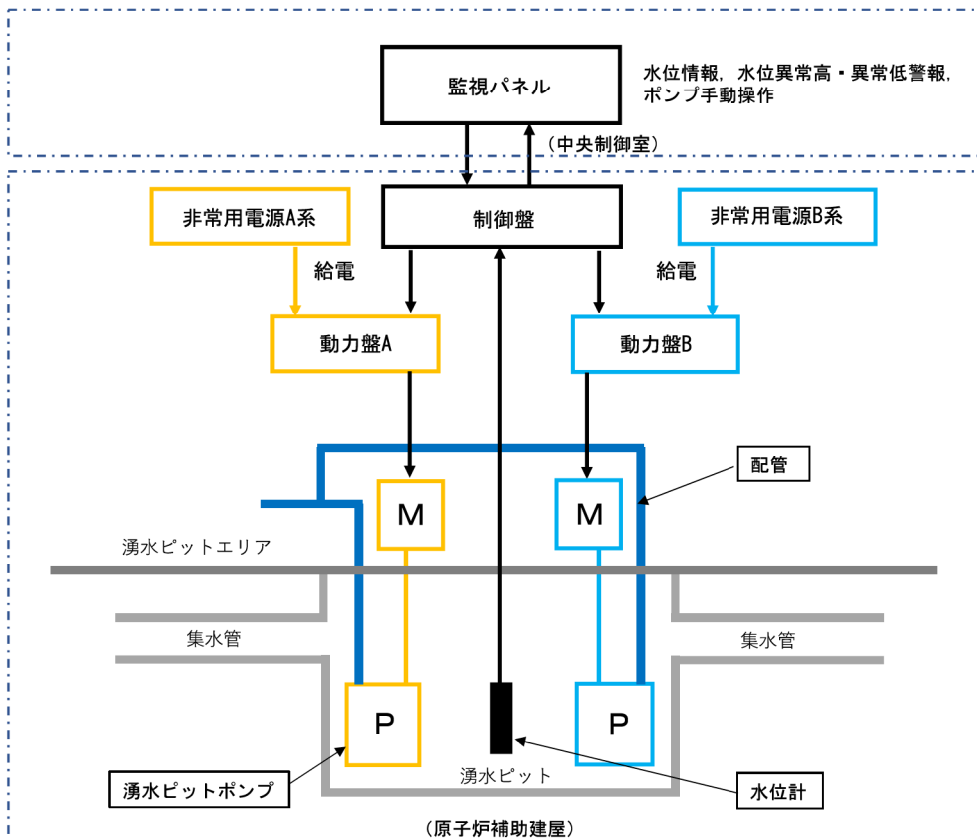 監視パネル
水位情報，水位異常高・異常低警報，
ポンプ手動操作
（中央制御室）
非常用電源A系
制御盤
非常用電源B系
給電
給電
動力盤A
動力盤B
配管
M
M
湧水ピットエリア
集水管
集水管
P
P
湧水ピットポンプ
湧水ピット
水位計
（原子炉補助建屋）